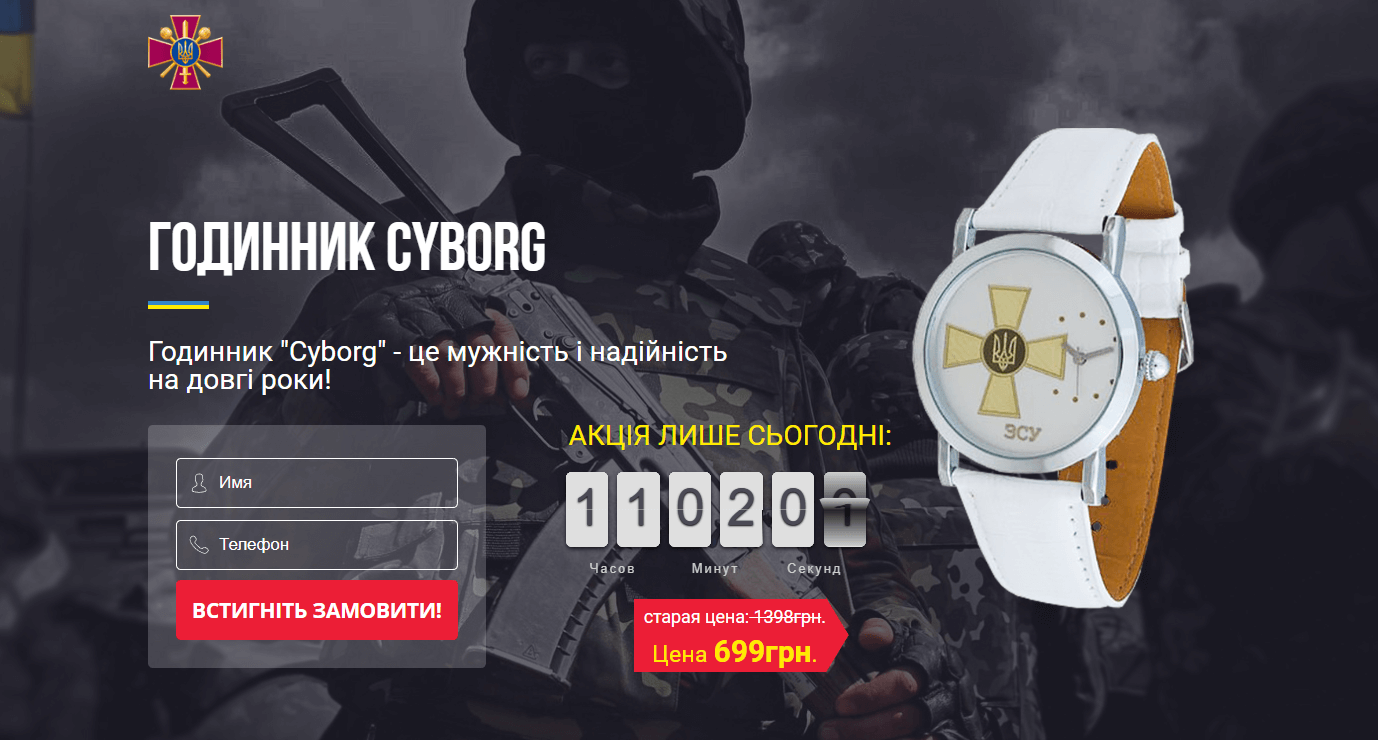 ГОДИННИК CYBORG
Годинник "Cyborg" - це мужність і надійність
на довгі роки!
Имя
Телефон
ВСТИГНІТЬ ЗАМОВИТИ!
АКЦІЯ ЛИШЕ СЬОГОДНІ:
1 1 0 2 0
Часов Минут Секунд
старая цена: 1398грн.
Цена 699грн.
ЗСУ